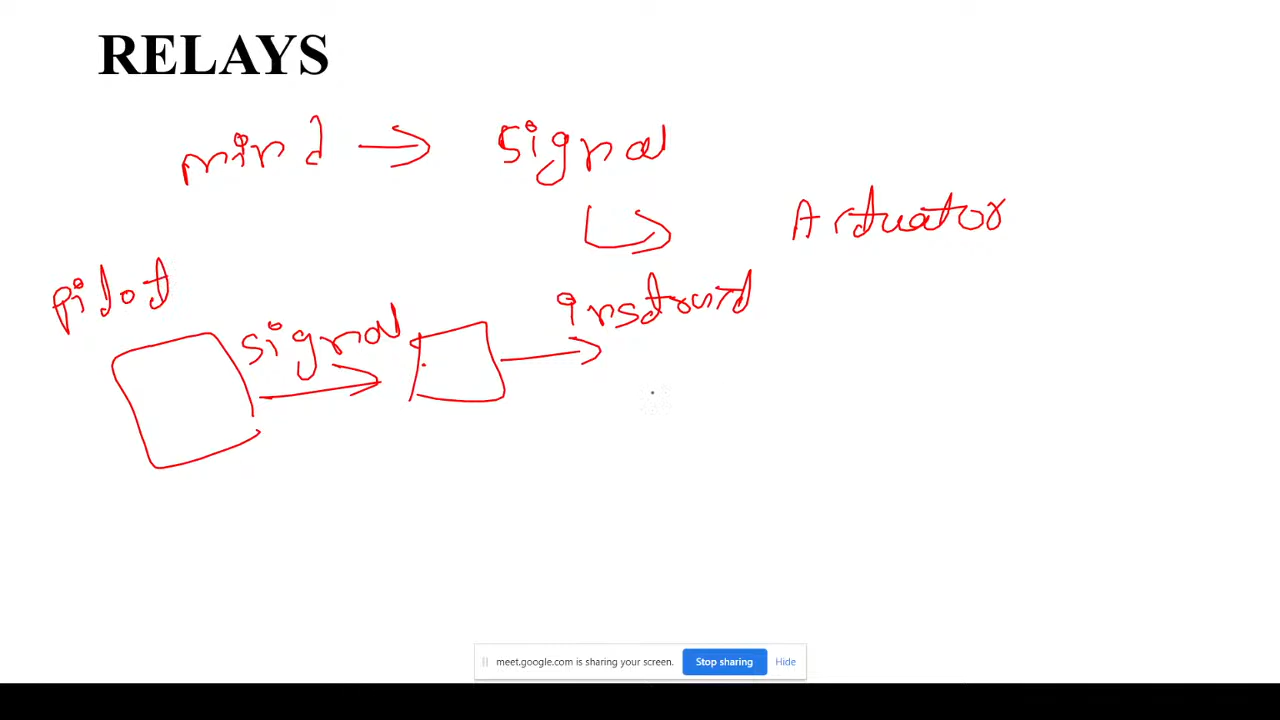 RELAYS
mind → signal
Actuator
pilot
signal
instruct
meet.google.com is sharing your screen. Stop sharing Hide